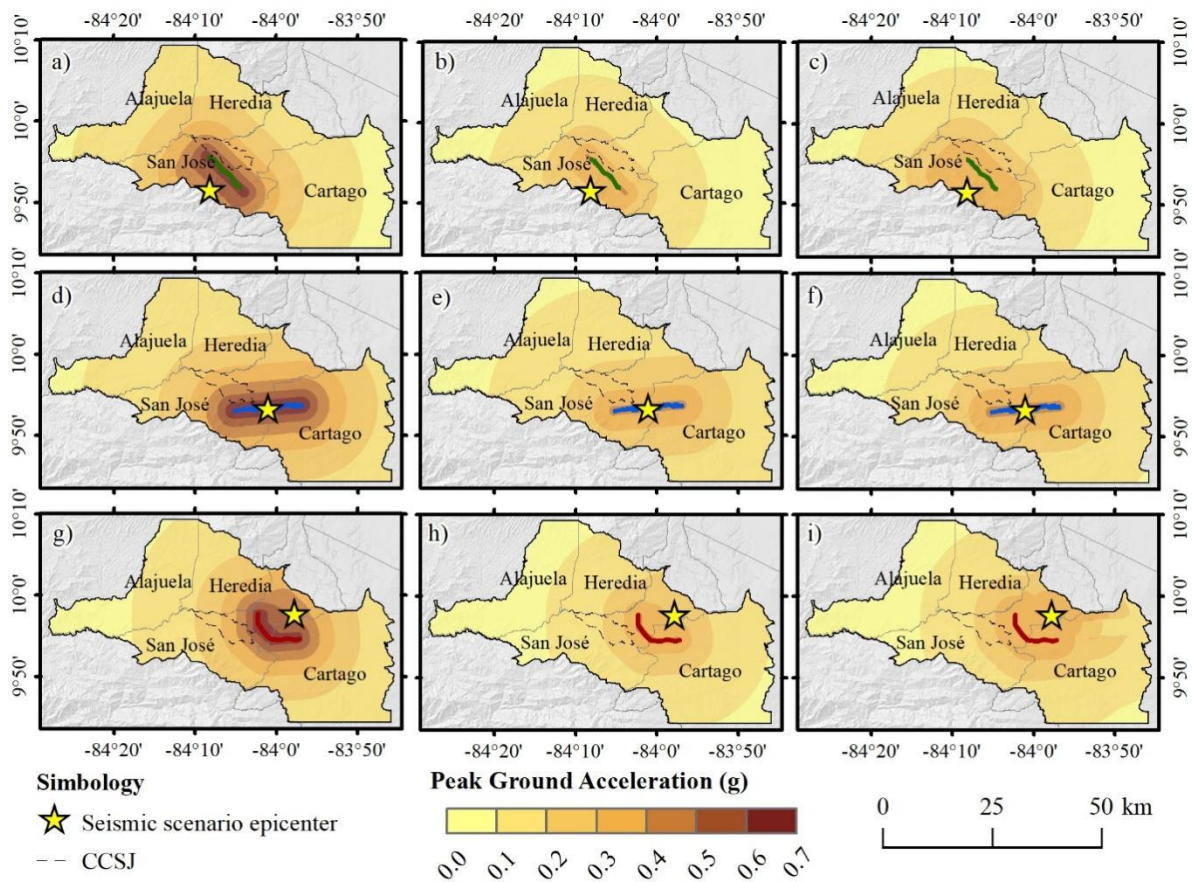 -84°20' -84°10' -84°0' -83°50' -84°20' -84°10' -84°0' -83°50' -84°20' -84°10' -84°0' -83°50'
10°10' 10°0' 9°50'
a) Alajuela Heredia San José Cartago
b) Alajuela Heredia San José Cartago
c) Alajuela Heredia San José Cartago
10°10' 10°0' 9°50'
10°10' 10°0' 9°50'
d) Alajuela Heredia San José Cartago
e) Alajuela Heredia San José Cartago
f) Alajuela Heredia San José Cartago
10°10' 10°0' 9°50'
10°10' 10°0' 9°50'
g) Alajuela Heredia San José Cartago
h) Alajuela Heredia San José Cartago
i) Alajuela Heredia San José Cartago
10°10' 10°0' 9°50'
-84°20' -84°10' -84°0' -83°50' -84°20' -84°10' -84°0' -83°50' -84°20' -84°10' -84°0' -83°50'
Simbology
Seismic scenario epicenter
CCSJ
Peak Ground Acceleration (g)
0.0 0.1 0.2 0.3 0.4 0.5 0.6 0.7
0 25 50 km